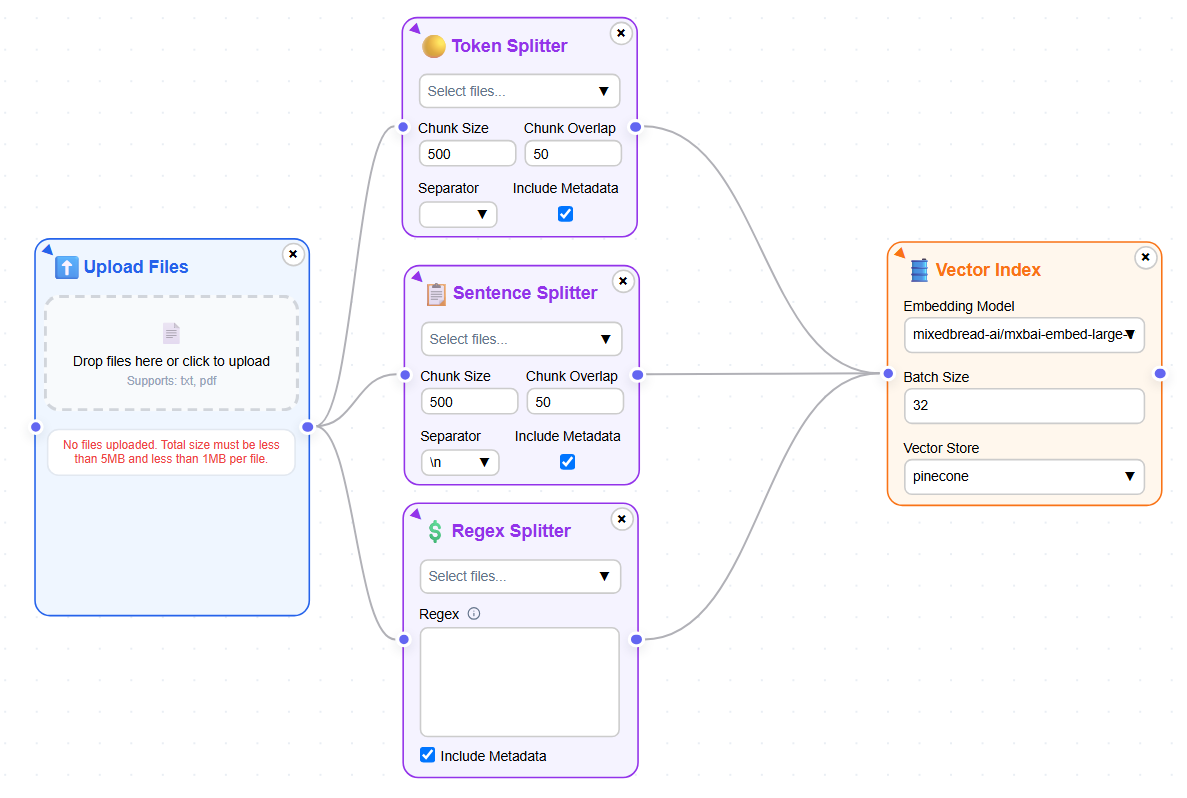 Upload Files
Drop files here or click to upload
Supports: txt, pdf
No files uploaded. Total size must be less
than 5MB and less than 1MB per file.
Token Splitter
Select files...
Chunk Size Chunk Overlap
500 50
Separator Include Metadata
Sentence Splitter
Select files...
Chunk Size Chunk Overlap
500 50
Separator Include Metadata
\n
Regex Splitter
Select files...
Regex
Include Metadata
Vector Index
Embedding Model
mixedbread-ai/mxbai-embed-large-
Batch Size
32
Vector Store
pinecone